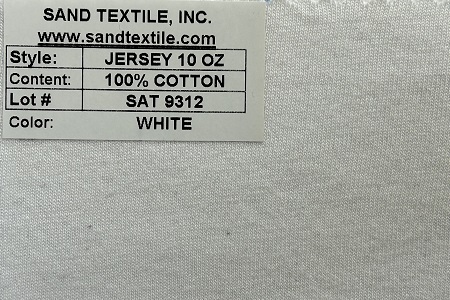 SAND TEXTILE, INC.
www.sandtextile.com
Style: JERSEY 10 OZ
Content: 100% COTTON
Lot # SAT 9312
Color: WHITE